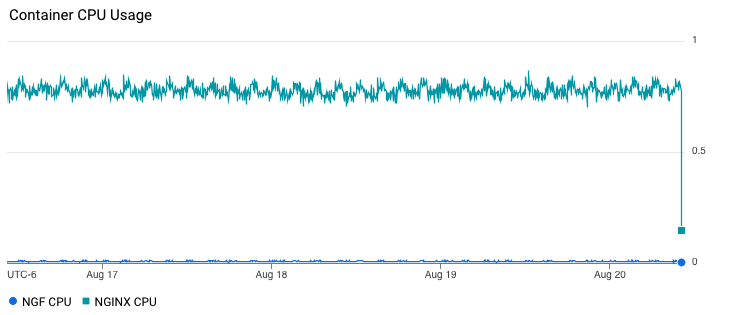 Container CPU Usage
1
0.5
0
UTC-6 Aug 17 Aug 18 Aug 19 Aug 20
NGF CPU NGINX CPU